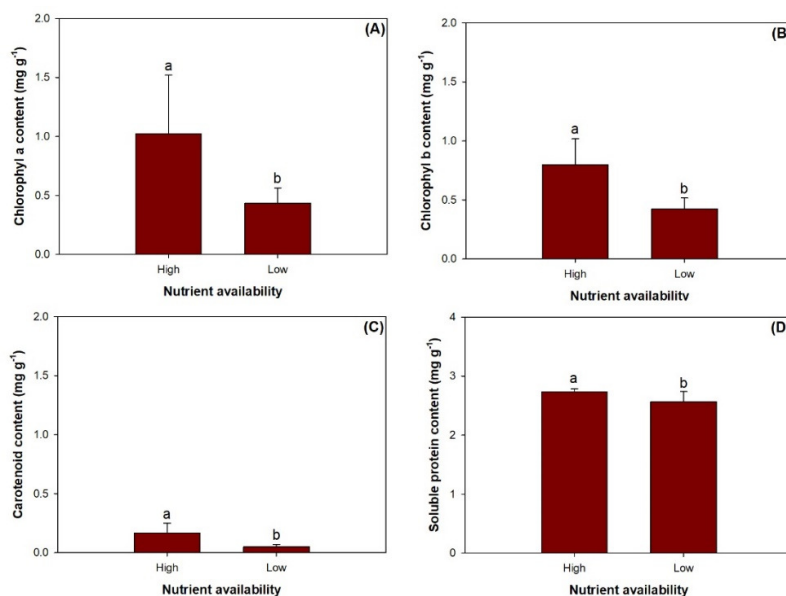 (A)
Chlorophyll a content (mg g⁻¹)
2.0
1.5
1.0
0.5
0.0
a
b
High
Low
Nutrient availability
(B)
Chlorophyll b content (mg g⁻¹)
2.0
1.5
1.0
0.5
0.0
a
b
High
Low
Nutrient availability
(C)
Carotenoid content (mg g⁻¹)
2.0
1.5
1.0
0.5
0.0
a
b
High
Low
Nutrient availability
(D)
Soluble protein content (mg g⁻¹)
4
3
2
1
0
a
b
High
Low
Nutrient availability